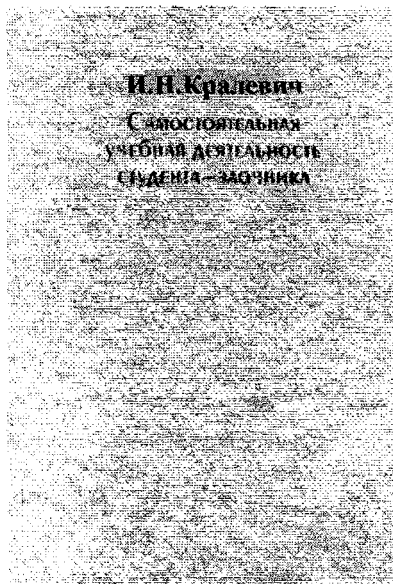 И.Н.Кралевич
Самостоятельная
учебная деятельность
студента–заочника